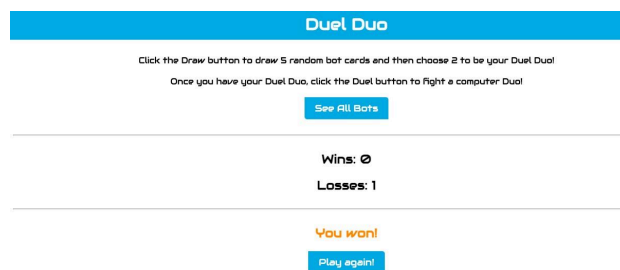 Duel Duo
Click the Draw button to draw 5 random bot cards and then choose 2 to be your Duel Duo!
Once you have your Duel Duo, click the Duel button to fight a computer Duo!
See All Bots
Wins: 0
Losses: 1
You won!
Play again!